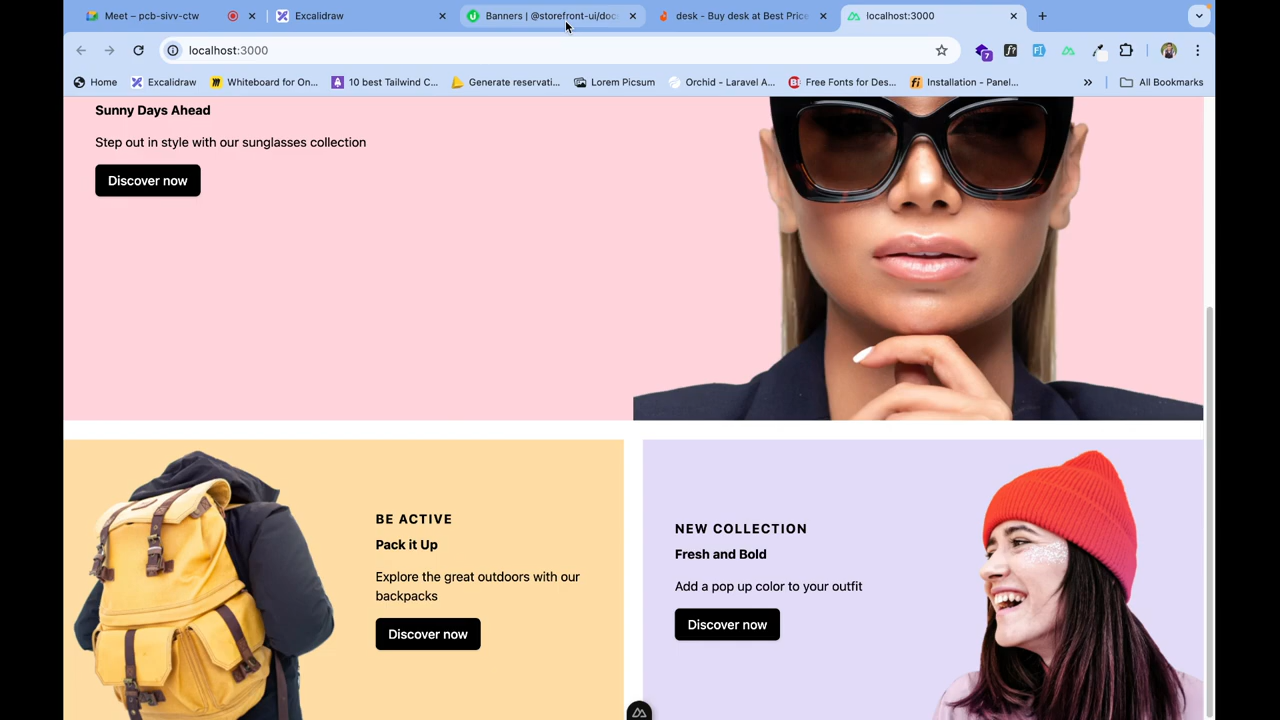 Meet – pcb-sivv-ctw
Excalidraw
Banners | @storefront-ui/doc
desk - Buy desk at Best Price
localhost:3000
localhost:3000
7
Home
Excalidraw
Whiteboard for On...
10 best Tailwind C...
Generate reservati...
Lorem Picsum
Orchid - Laravel A...
Free Fonts for Des...
Installation - Panel...
»
All Bookmarks
Sunny Days Ahead
Step out in style with our sunglasses collection
Discover now
BE ACTIVE
Pack it Up
Explore the great outdoors with our
backpacks
Discover now
NEW COLLECTION
Fresh and Bold
Add a pop up color to your outfit
Discover now